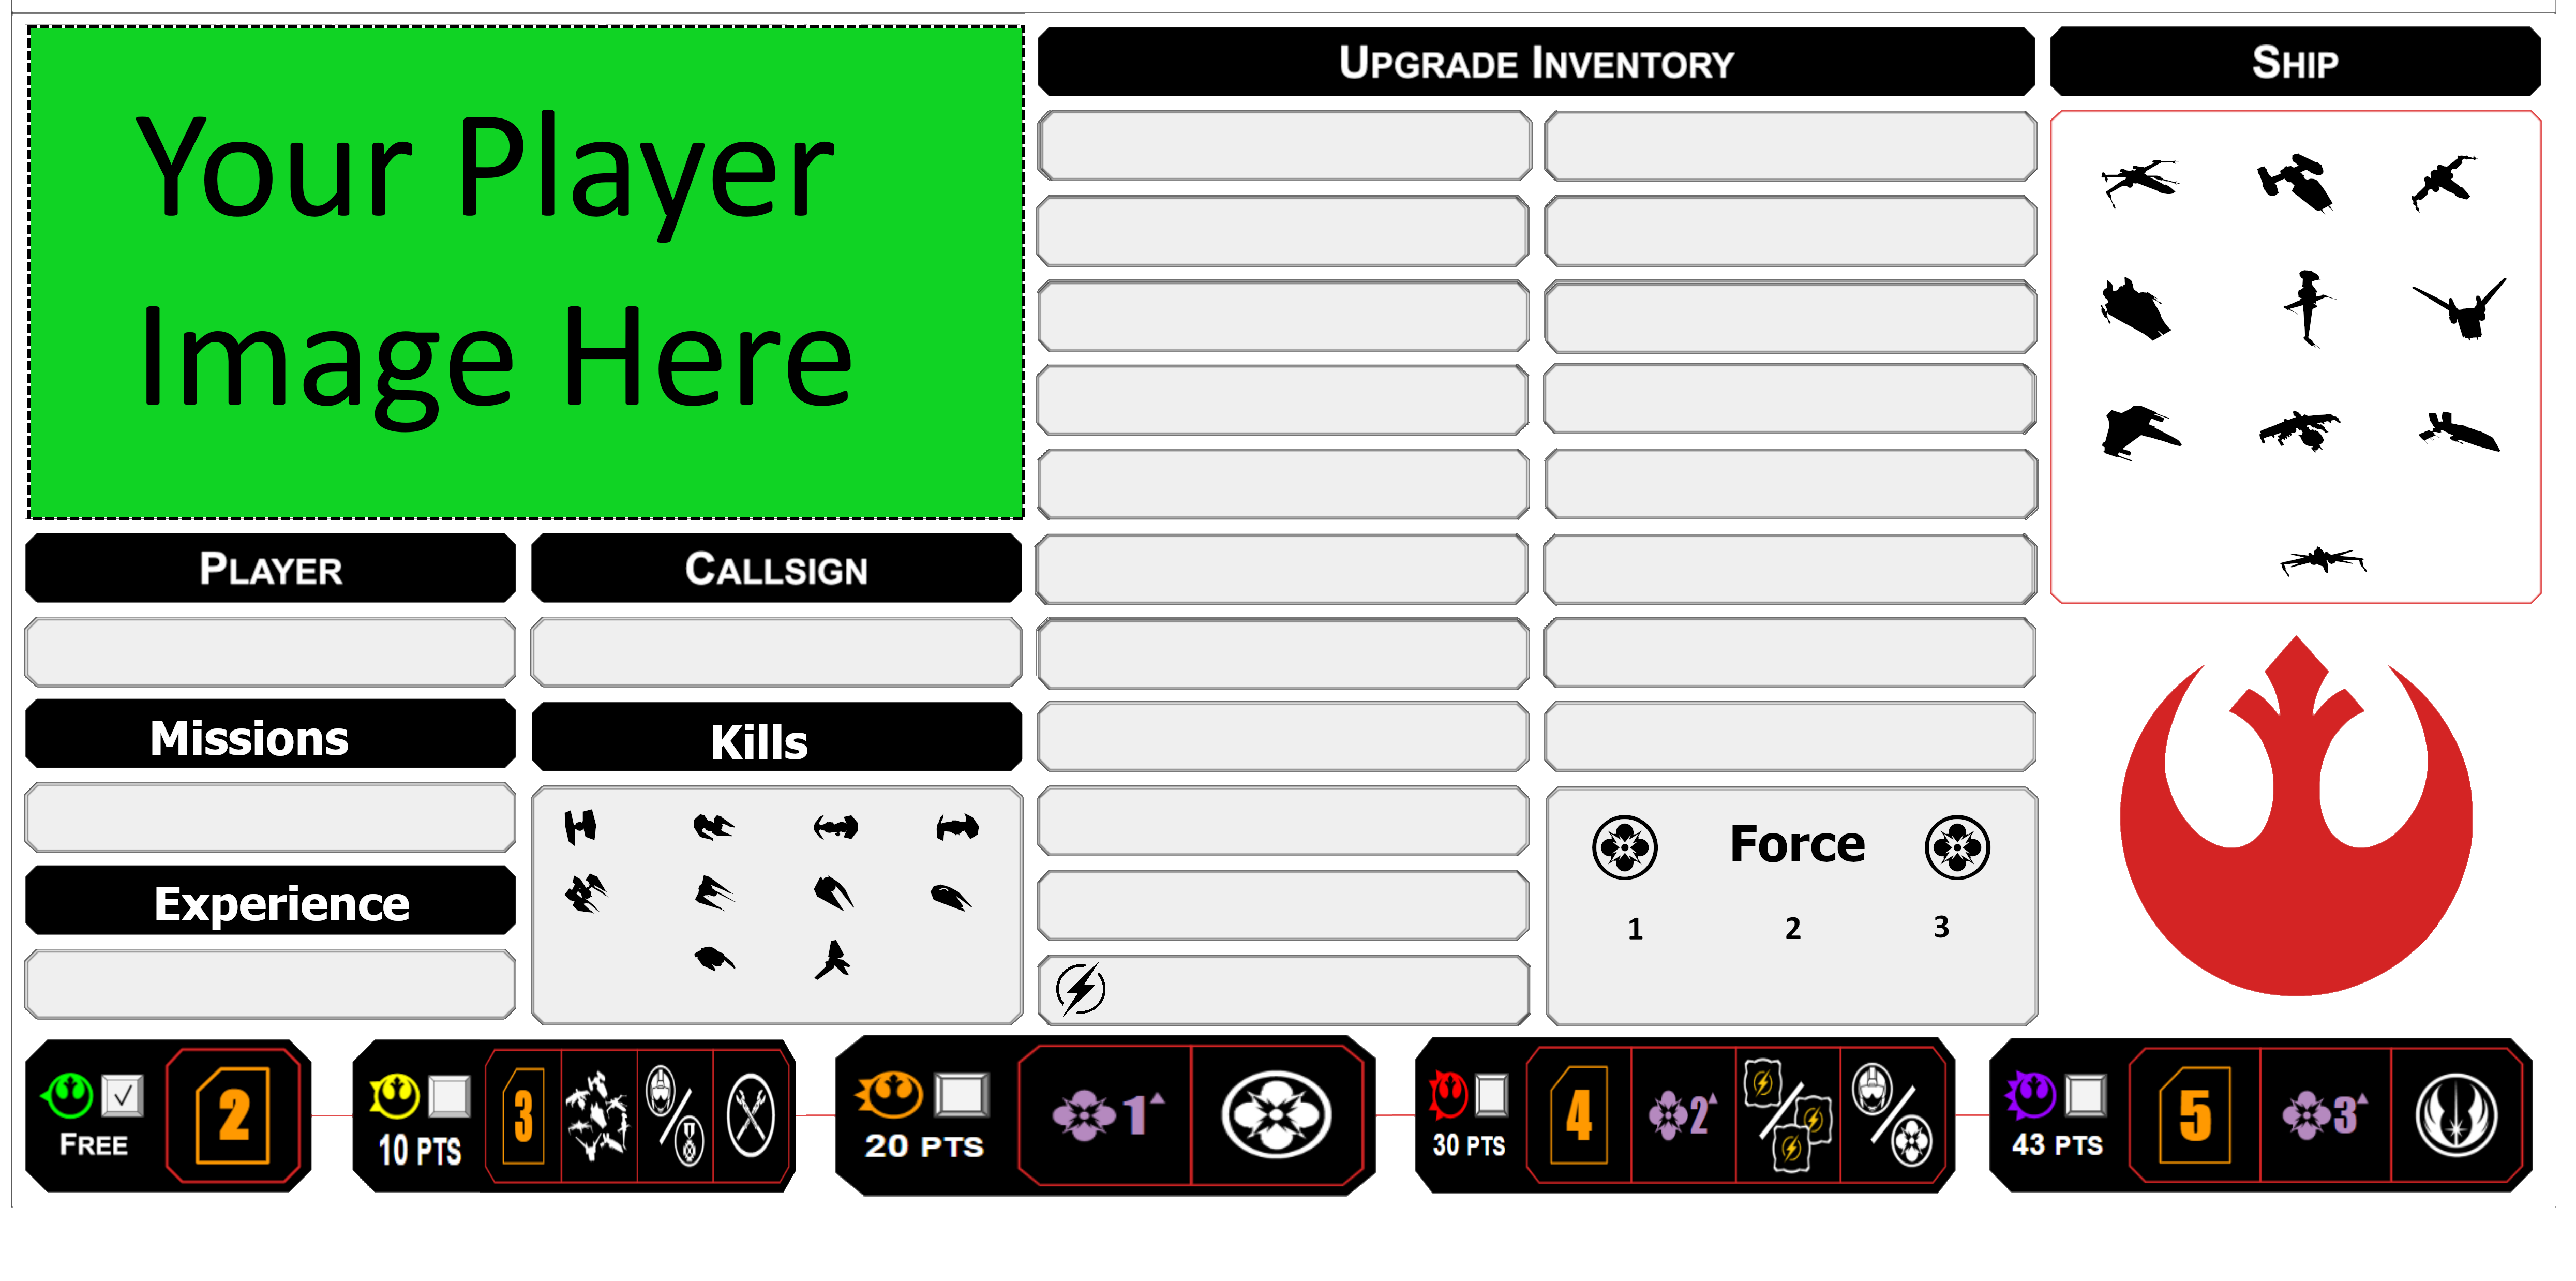 Your Player
Image Here
UPGRADE INVENTORY
SHIP
PLAYER
CALLSIGN
Missions
Kills
Experience
Force
1 2 3
FREE
2
10 PTS
3
20 PTS
1
30 PTS
4
2
43 PTS
5
3